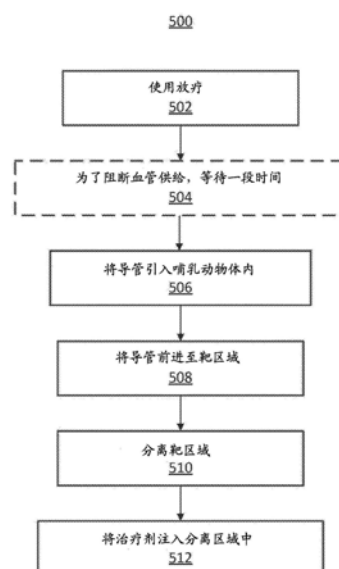 500
使用放疗
502
为了阻断血管供给，等待一段时间
504
将导管引入哺乳动物体内
506
将导管前进至靶区域
508
分离靶区域
510
将治疗剂注入分离区域中
512